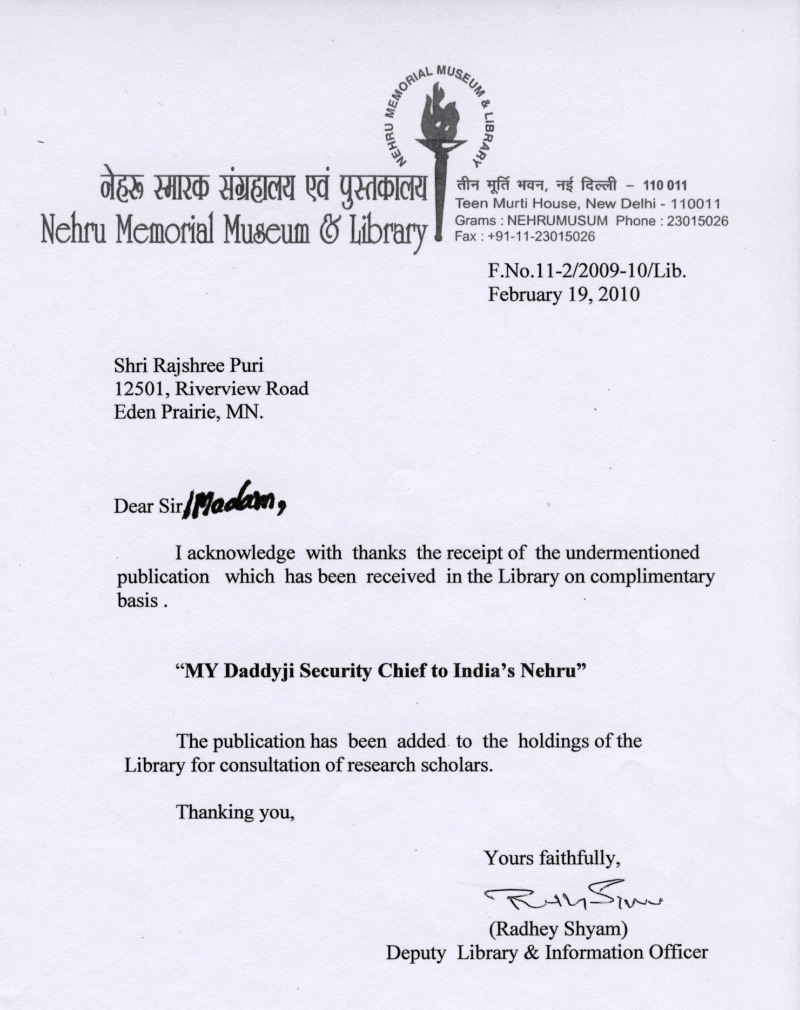 NEHRU MEMORIAL MUSEUM & LIBRARY
नेहरू स्मारक संग्रहालय एवं पुस्तकालय
Nehru Memorial Museum & Library
तीन मूर्ति भवन, नई दिल्ली – 110 011
Teen Murti House, New Delhi - 110011
Grams : NEHRUMUSUM Phone : 23015026
Fax : +91-11-23015026
F.No.11-2/2009-10/Lib.
February 19, 2010
Shri Rajshree Puri
12501, Riverview Road
Eden Prairie, MN.
Dear Sir/Madam,
I acknowledge with thanks the receipt of the undermentioned
publication which has been received in the Library on complimentary
basis .
“MY Daddyji Security Chief to India’s Nehru”
The publication has been added to the holdings of the
Library for consultation of research scholars.
Thanking you,
Yours faithfully,
(Radhey Shyam)
Deputy Library & Information Officer